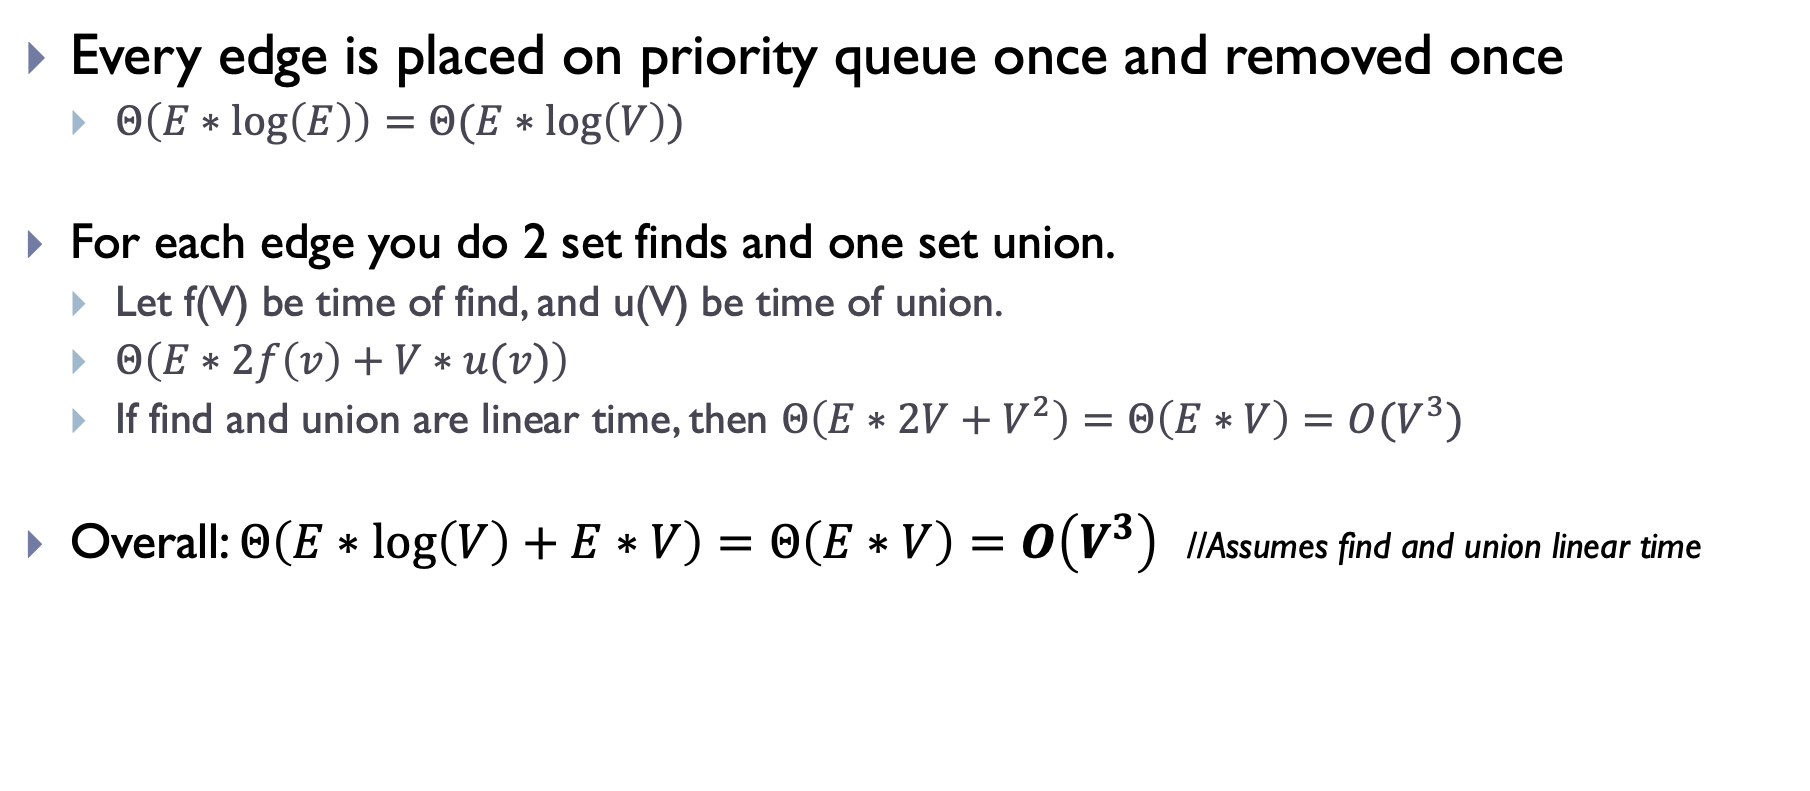 Every edge is placed on priority queue once and removed once
Θ(E ∗ log(E)) = Θ(E ∗ log(V))
For each edge you do 2 set finds and one set union.
Let f(V) be time of find, and u(V) be time of union.
Θ(E ∗ 2f(v) + V ∗ u(v))
If find and union are linear time, then Θ(E ∗ 2V + V²) = Θ(E ∗ V) = O(V³)
Overall: Θ(E ∗ log(V) + E ∗ V) = Θ(E ∗ V) = O(V³) //Assumes find and union linear time